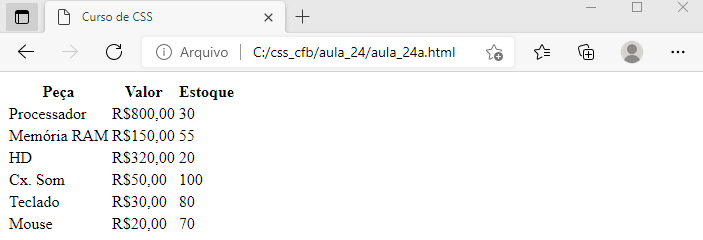 Curso de CSS
Arquivo C:/css_cfb/aula_24/aula_24a.html
Peça Valor Estoque
Processador R$800,00 30
Memória RAM R$150,00 55
HD R$320,00 20
Cx. Som R$50,00 100
Teclado R$30,00 80
Mouse R$20,00 70